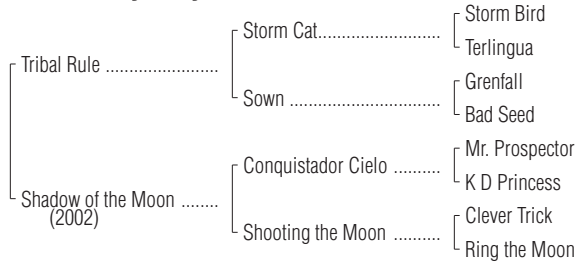 Storm Bird
Storm Cat..................................
Terlingua
Tribal Rule .......................
Grenfall
Sown ..........................................
Bad Seed
Mr. Prospector
Conquistador Cielo ..........
K D Princess
Shadow of the Moon ........
(2002)
Clever Trick
Shooting the Moon ..........
Ring the Moon